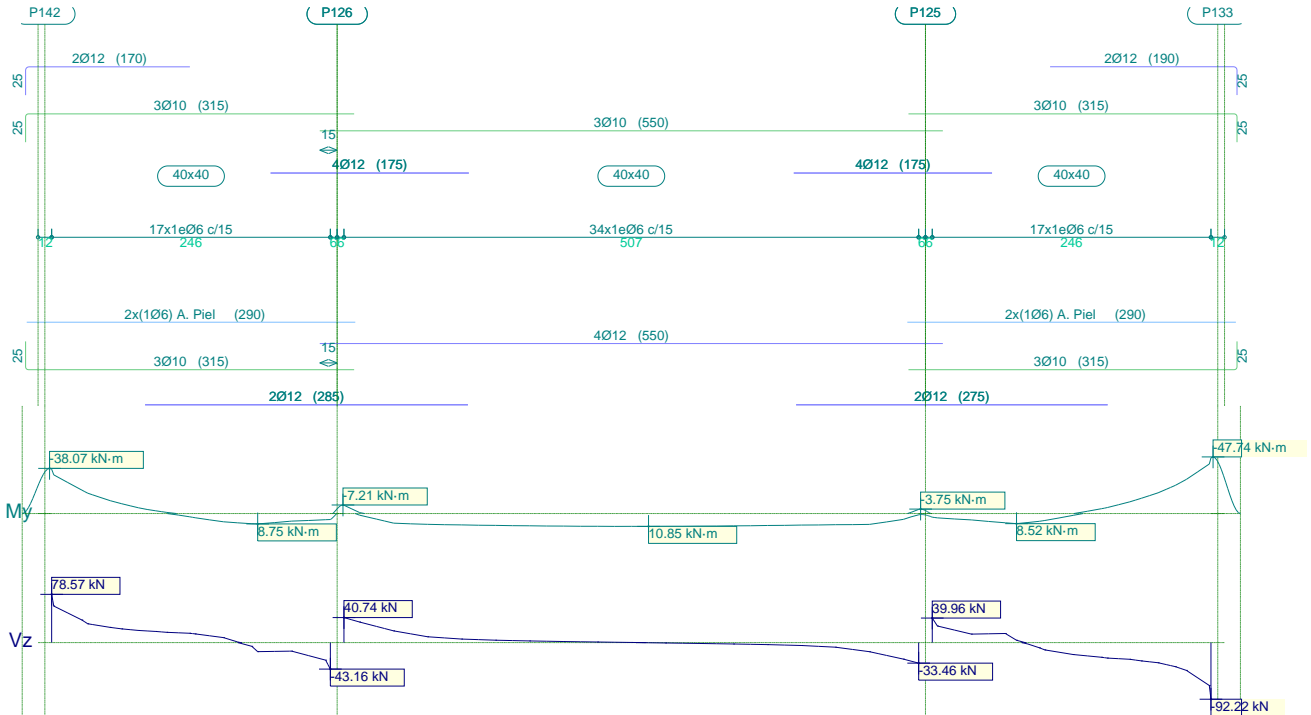 P142 P126 P125 P133
2Ø12 (170) 2Ø12 (190)
25 25
3Ø10 (315) 3Ø10 (315)
25 25
3Ø10 (550)
15
4Ø12 (175) 4Ø12 (175)
40x40 40x40 40x40
17x1eØ6 c/15 34x1eØ6 c/15 17x1eØ6 c/15
12 246 66 507 66 246 12
2x(1Ø6) A. Piel (290) 2x(1Ø6) A. Piel (290)
4Ø12 (550)
15
25 25
3Ø10 (315) 3Ø10 (315)
2Ø12 (285) 2Ø12 (275)
-38.07 kN·m -47.74 kN·m
-7.21 kN·m -3.75 kN·m
My
8.75 kN·m 10.85 kN·m 8.52 kN·m
78.57 kN
40.74 kN 39.96 kN
Vz
-43.16 kN -33.46 kN
-92.22 kN